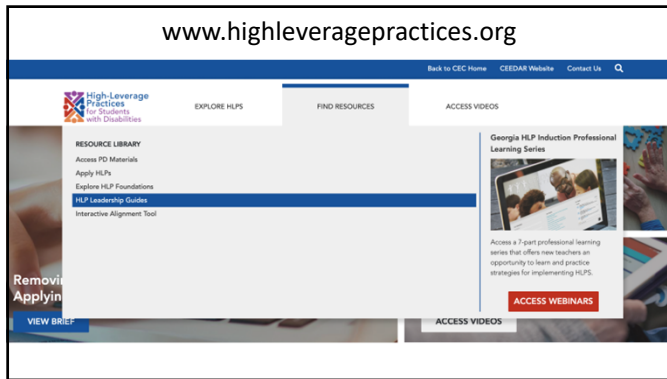 www.highleveragepractices.org
Back to CEC Home CEEDAR Website Contact Us
High-Leverage
Practices
for Students
with Disabilities
EXPLORE HLPS FIND RESOURCES ACCESS VIDEOS
RESOURCE LIBRARY
Access PD Materials
Apply HLPs
Explore HLP Foundations
HLP Leadership Guides
Interactive Alignment Tool
Georgia HLP Induction Professional
Learning Series
Access a 7-part professional learning
series that offers new teachers an
opportunity to learn and practice
strategies for implementing HLPS.
ACCESS WEBINARS
Removi
Applyin
VIEW BRIEF
ACCESS VIDEOS